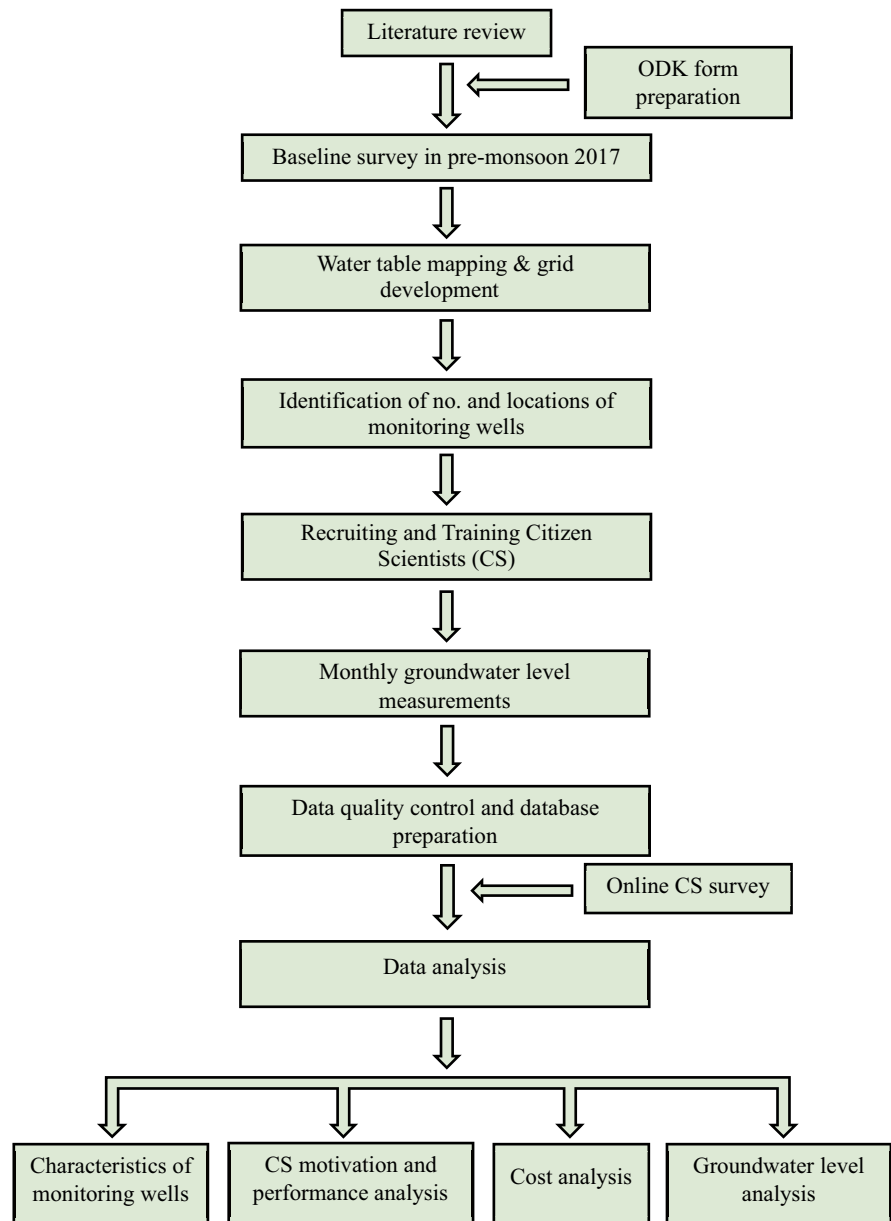 Literature review
ODK form
preparation
Baseline survey in pre-monsoon 2017
Water table mapping & grid
development
Identification of no. and locations of
monitoring wells
Recruiting and Training Citizen
Scientists (CS)
Monthly groundwater level
measurements
Data quality control and database
preparation
Online CS survey
Data analysis
Characteristics of
monitoring wells
CS motivation and
performance analysis
Cost analysis
Groundwater level
analysis